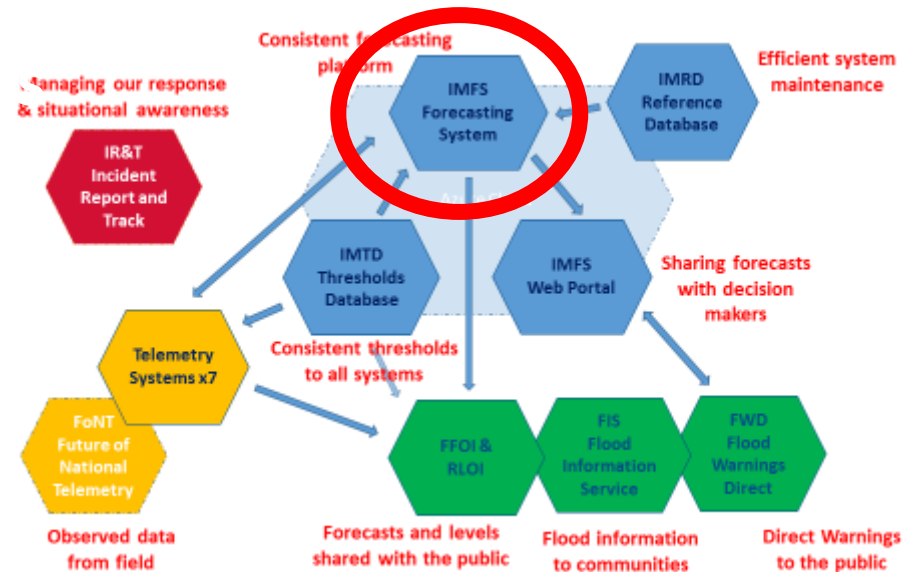 Consistent forecasting
platform
Managing our response
& situational awareness
IMFS
Forecasting
System
IMRD
Reference
Database
Efficient system
maintenance
IR&T
Incident
Report and
Track
IMTD
Thresholds
Database
IMFS
Web Portal
Sharing forecasts
with decision
makers
Telemetry
Systems x7
Consistent thresholds
to all systems
FoNT
Future of
National
Telemetry
FFOI &
RLOI
FIS
Flood
Information
Service
FWD
Flood
Warnings
Direct
Observed data
from field
Forecasts and levels
shared with the public
Flood information
to communities
Direct Warnings
to the public